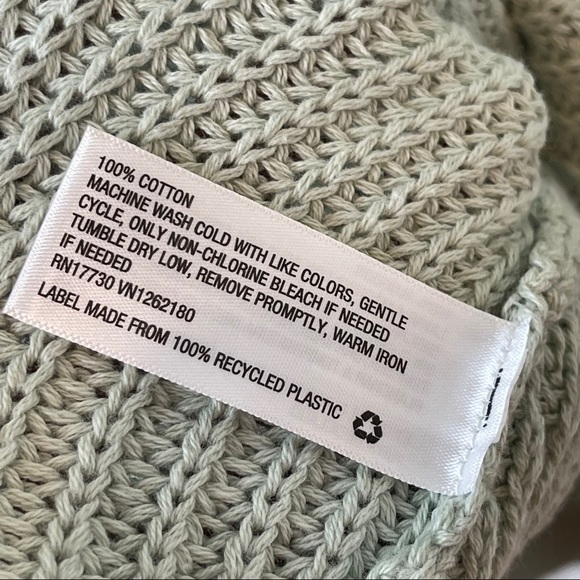 100% COTTON
MACHINE WASH COLD WITH LIKE COLORS, GENTLE
CYCLE, ONLY NON-CHLORINE BLEACH IF NEEDED
TUMBLE DRY LOW, REMOVE PROMPTLY, WARM IRON
IF NEEDED
RN17730 VN1262180
LABEL MADE FROM 100% RECYCLED PLASTIC